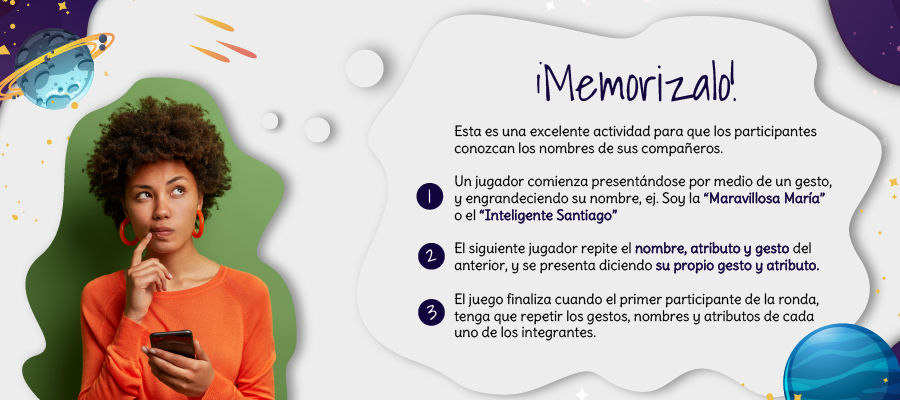 ¡Memorizalo!
Esta es una excelente actividad para que los participantes
conozcan los nombres de sus compañeros.
1
Un jugador comienza presentándose por medio de un gesto,
y engrandeciendo su nombre, ej. Soy la “Maravillosa María”
o el “Inteligente Santiago”
2
El siguiente jugador repite el nombre, atributo y gesto del
anterior, y se presenta diciendo su propio gesto y atributo.
3
El juego finaliza cuando el primer participante de la ronda,
tenga que repetir los gestos, nombres y atributos de cada
uno de los integrantes.